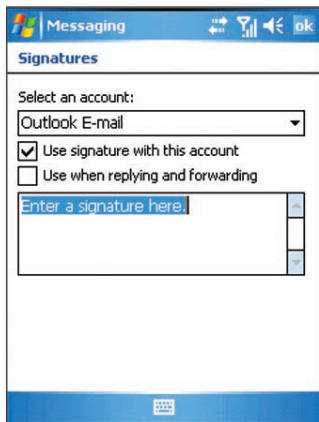 Messaging
ok
Signatures
Select an account:
Outlook E-mail
Use signature with this account
Use when replying and forwarding
Enter a signature here.